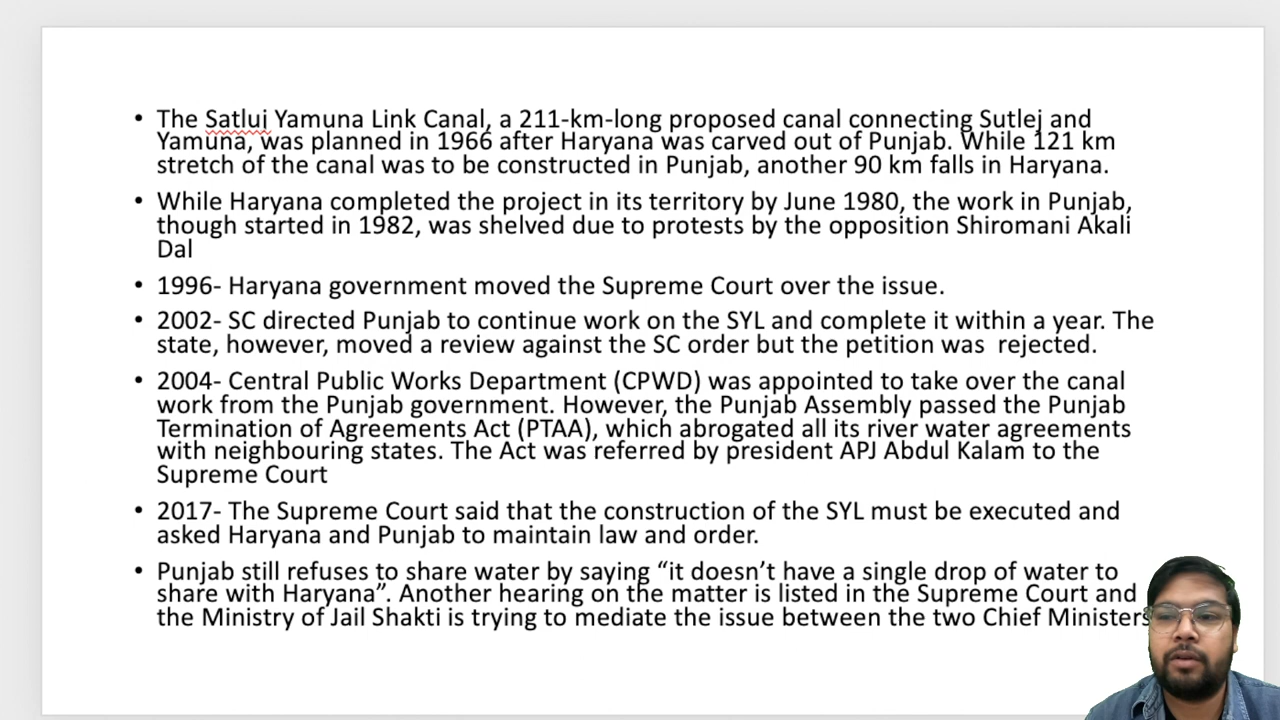 • The Satluj Yamuna Link Canal, a 211-km-long proposed canal connecting Sutlej and
Yamuna, was planned in 1966 after Haryana was carved out of Punjab. While 121 km
stretch of the canal was to be constructed in Punjab, another 90 km falls in Haryana.
• While Haryana completed the project in its territory by June 1980, the work in Punjab,
though started in 1982, was shelved due to protests by the opposition Shiromani Akali
Dal
• 1996- Haryana government moved the Supreme Court over the issue.
• 2002- SC directed Punjab to continue work on the SYL and complete it within a year. The
state, however, moved a review against the SC order but the petition was  rejected.
• 2004- Central Public Works Department (CPWD) was appointed to take over the canal
work from the Punjab government. However, the Punjab Assembly passed the Punjab
Termination of Agreements Act (PTAA), which abrogated all its river water agreements
with neighbouring states. The Act was referred by president APJ Abdul Kalam to the
Supreme Court
• 2017- The Supreme Court said that the construction of the SYL must be executed and
asked Haryana and Punjab to maintain law and order.
• Punjab still refuses to share water by saying “it doesn’t have a single drop of water to
share with Haryana”. Another hearing on the matter is listed in the Supreme Court and
the Ministry of Jail Shakti is trying to mediate the issue between the two Chief Ministers